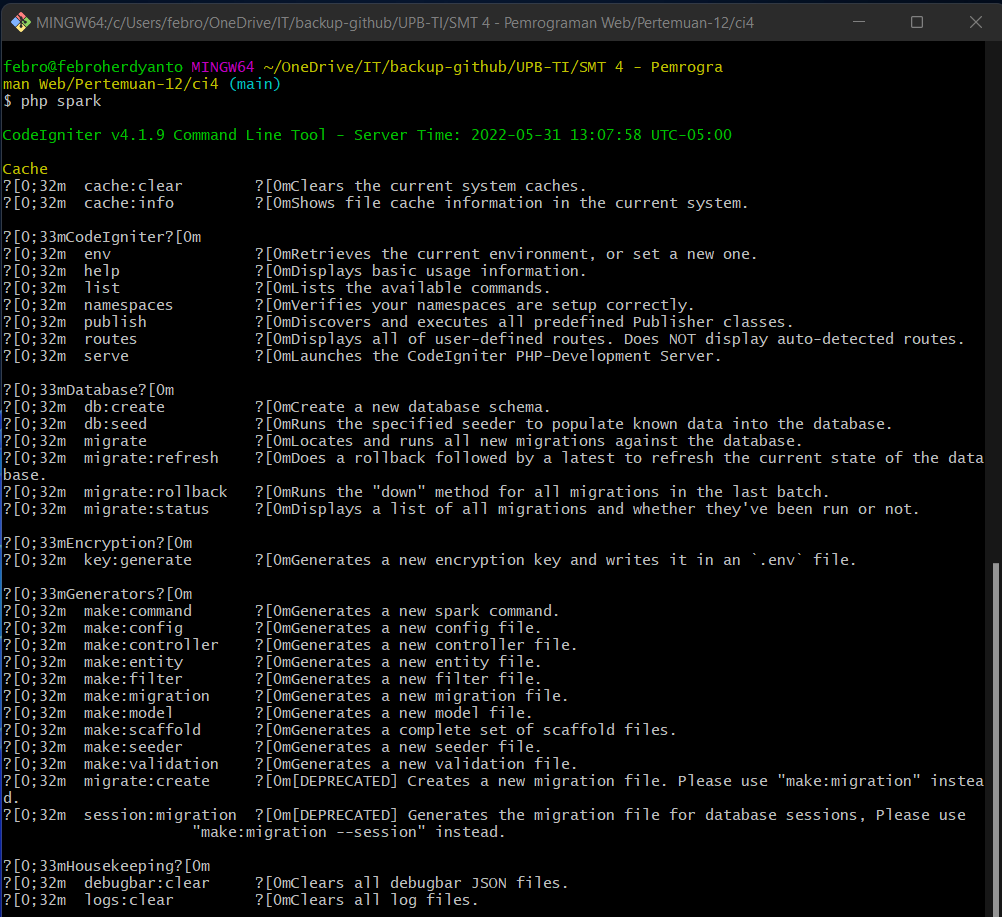 MINGW64:/c/Users/febro/OneDrive/IT/backup-github/UPB-TI/SMT 4 - Pemrograman Web/Pertemuan-12/ci4
febro@febroherdyanto MINGW64 ~/OneDrive/IT/backup-github/UPB-TI/SMT 4 - Pemrogra
man Web/Pertemuan-12/ci4 (main)
$ php spark
CodeIgniter v4.1.9 Command Line Tool - Server Time: 2022-05-31 13:07:58 UTC-05:00
Cache
?[0;32m  cache:clear        ?[0mClears the current system caches.
?[0;32m  cache:info         ?[0mShows file cache information in the current system.
?[0;33mCodeIgniter?[0m
?[0;32m  env                ?[0mRetrieves the current environment, or set a new one.
?[0;32m  help               ?[0mDisplays basic usage information.
?[0;32m  list               ?[0mLists the available commands.
?[0;32m  namespaces         ?[0mVerifies your namespaces are setup correctly.
?[0;32m  publish            ?[0mDiscovers and executes all predefined Publisher classes.
?[0;32m  routes             ?[0mDisplays all of user-defined routes. Does NOT display auto-detected routes.
?[0;32m  serve              ?[0mLaunches the CodeIgniter PHP-Development Server.
?[0;33mDatabase?[0m
?[0;32m  db:create          ?[0mCreate a new database schema.
?[0;32m  db:seed            ?[0mRuns the specified seeder to populate known data into the database.
?[0;32m  migrate            ?[0mLocates and runs all new migrations against the database.
?[0;32m  migrate:refresh    ?[0mDoes a rollback followed by a latest to refresh the current state of the data
base.
?[0;32m  migrate:rollback   ?[0mRuns the "down" method for all migrations in the last batch.
?[0;32m  migrate:status     ?[0mDisplays a list of all migrations and whether they've been run or not.
?[0;33mEncryption?[0m
?[0;32m  key:generate       ?[0mGenerates a new encryption key and writes it in an `.env` file.
?[0;33mGenerators?[0m
?[0;32m  make:command       ?[0mGenerates a new spark command.
?[0;32m  make:config        ?[0mGenerates a new config file.
?[0;32m  make:controller    ?[0mGenerates a new controller file.
?[0;32m  make:entity        ?[0mGenerates a new entity file.
?[0;32m  make:filter        ?[0mGenerates a new filter file.
?[0;32m  make:migration     ?[0mGenerates a new migration file.
?[0;32m  make:model         ?[0mGenerates a new model file.
?[0;32m  make:scaffold      ?[0mGenerates a complete set of scaffold files.
?[0;32m  make:seeder        ?[0mGenerates a new seeder file.
?[0;32m  make:validation    ?[0mGenerates a new validation file.
?[0;32m  migrate:create     ?[0m[DEPRECATED] Creates a new migration file. Please use "make:migration" instea
d.
?[0;32m  session:migration  ?[0m[DEPRECATED] Generates the migration file for database sessions, Please use
"make:migration --session" instead.
?[0;33mHousekeeping?[0m
?[0;32m  debugbar:clear     ?[0mClears all debugbar JSON files.
?[0;32m  logs:clear         ?[0mClears all log files.